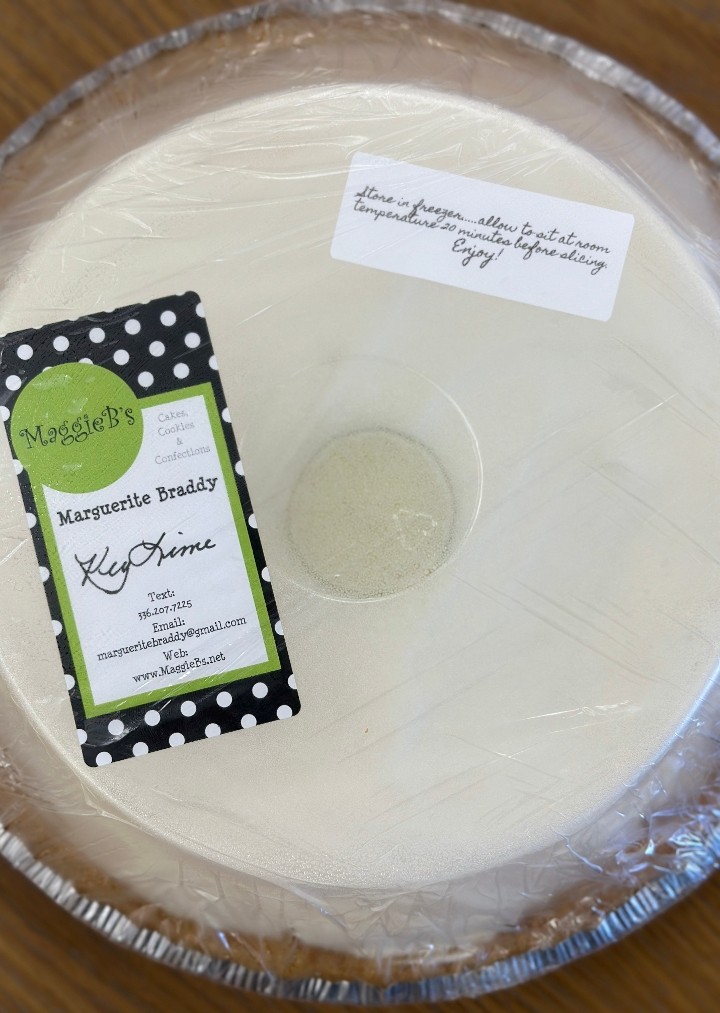 Store in freezer.....allow to sit at room
temperature 20 minutes before slicing.
Enjoy!
MaggieB's
Cakes,
Cookies
&
Confections
Marguerite Braddy
Key Lime
Text:
336.207.7225
Email:
margueritebraddy@gmail.com
Web:
www.MaggieBs.net